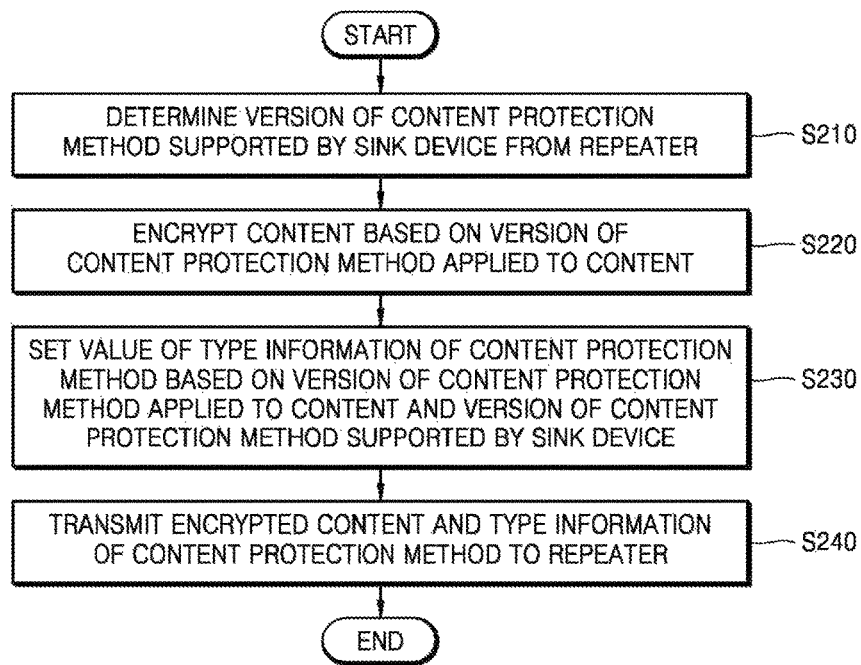 START
DETERMINE VERSION OF CONTENT PROTECTION
METHOD SUPPORTED BY SINK DEVICE FROM REPEATER
S210
ENCRYPT CONTENT BASED ON VERSION OF
CONTENT PROTECTION METHOD APPLIED TO CONTENT
S220
SET VALUE OF TYPE INFORMATION OF CONTENT PROTECTION
METHOD BASED ON VERSION OF CONTENT PROTECTION
METHOD APPLIED TO CONTENT AND VERSION OF CONTENT
PROTECTION METHOD SUPPORTED BY SINK DEVICE
S230
TRANSMIT ENCRYPTED CONTENT AND TYPE INFORMATION
OF CONTENT PROTECTION METHOD TO REPEATER
S240
END